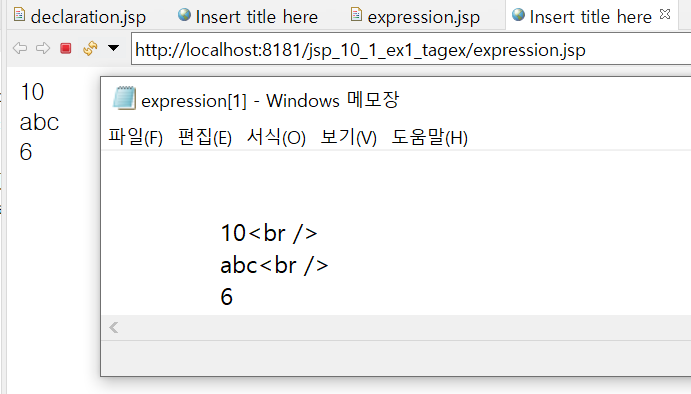 declaration.jsp Insert title here expression.jsp Insert title here
http://localhost:8181/jsp_10_1_ex1_tagex/expression.jsp
10
abc
6
expression[1] - Windows 메모장
파일(F) 편집(E) 서식(O) 보기(V) 도움말(H)
10<br />
abc<br />
6